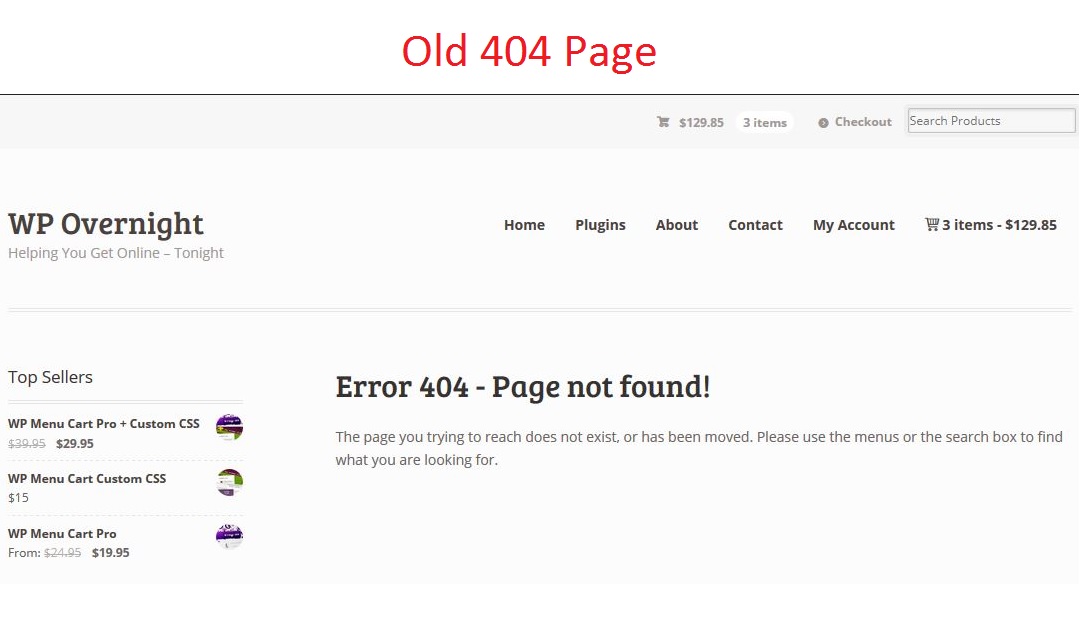 Old 404 Page
$129.85 3 items Checkout Search Products
WP Overnight
Helping You Get Online – Tonight
Home Plugins About Contact My Account 3 items - $129.85
Top Sellers
WP Menu Cart Pro + Custom CSS
$39.95 $29.95
WP Menu Cart Custom CSS
$15
WP Menu Cart Pro
From: $24.95 $19.95
Error 404 - Page not found!
The page you trying to reach does not exist, or has been moved. Please use the menus or the search box to find
what you are looking for.